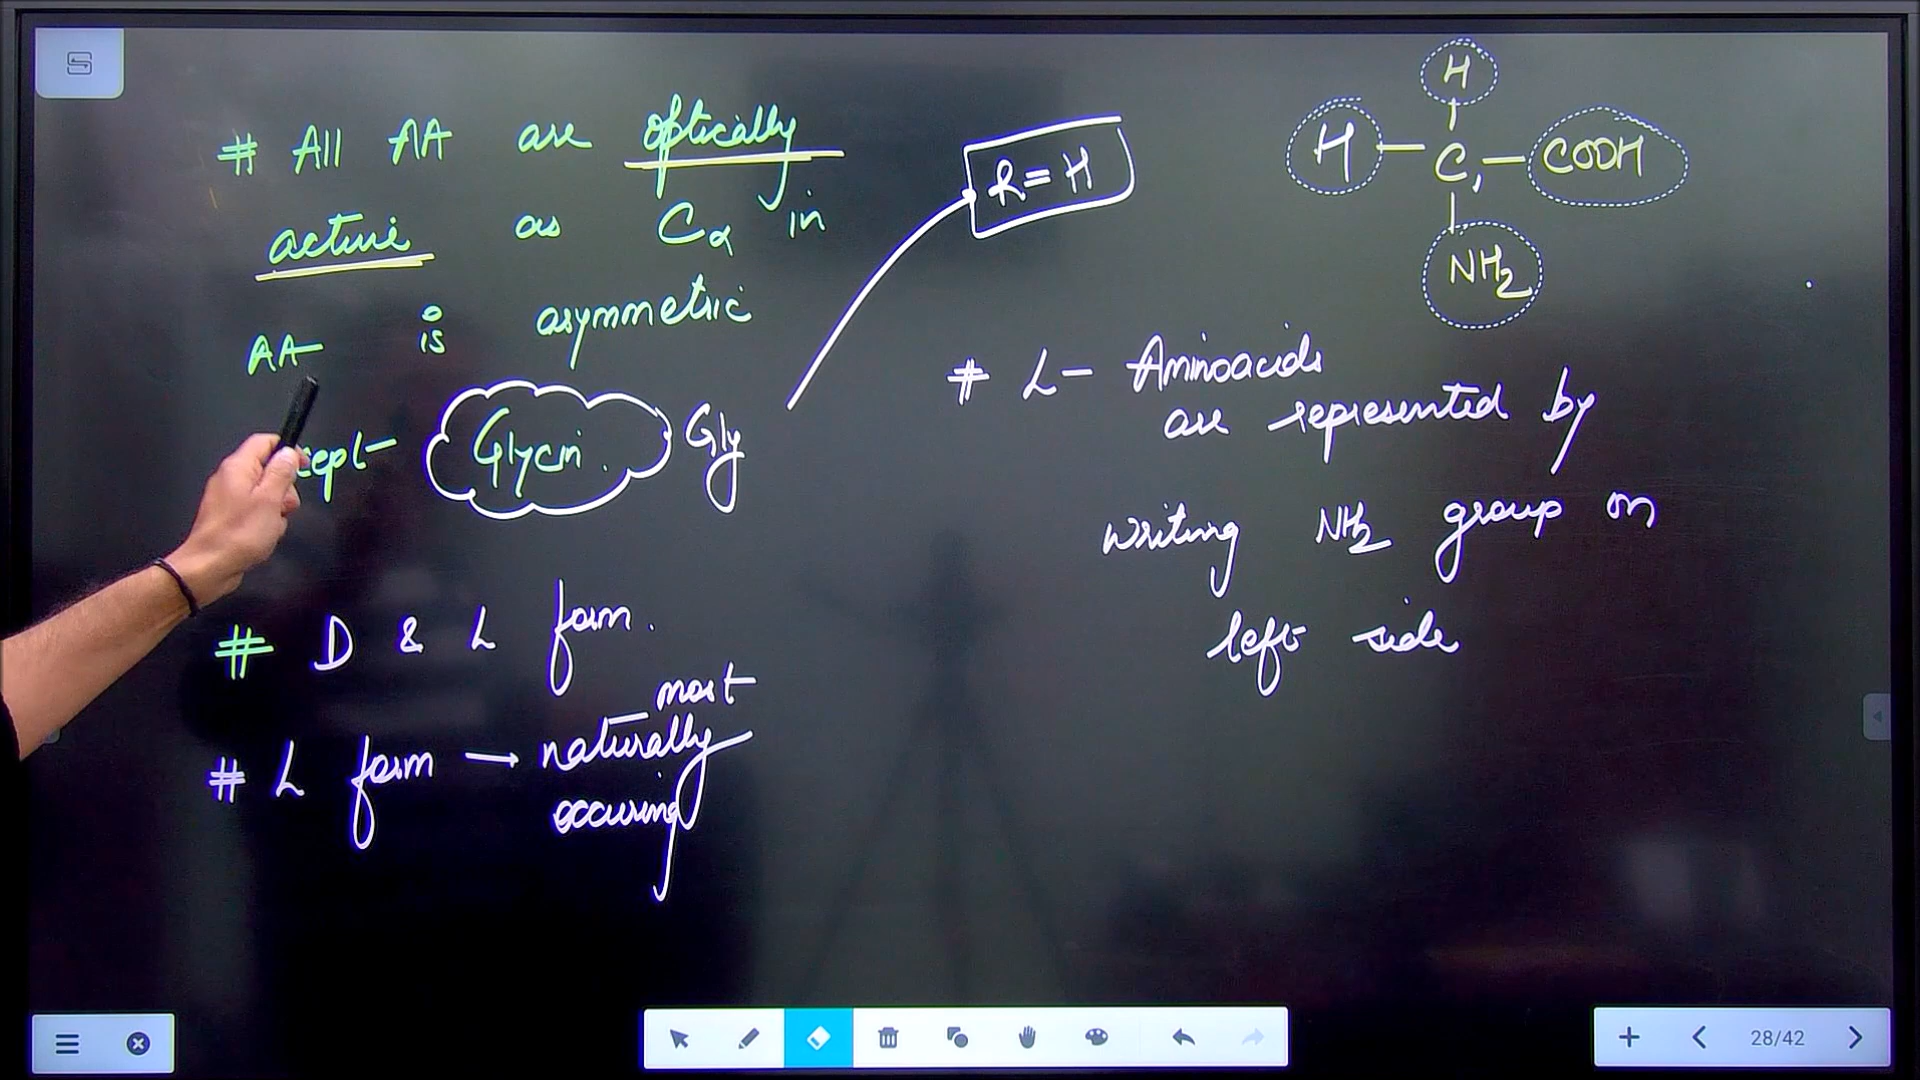 # All AA are optically
active as Cα in
AA is asymmetric
cept Glycin. Gly
R = H
# D & L form.
# L form → most
naturally
occuring
H
H - C, - COOH
NH2
# L- Aminoacids
are represented by
writing NH2 group on
left side
28/42